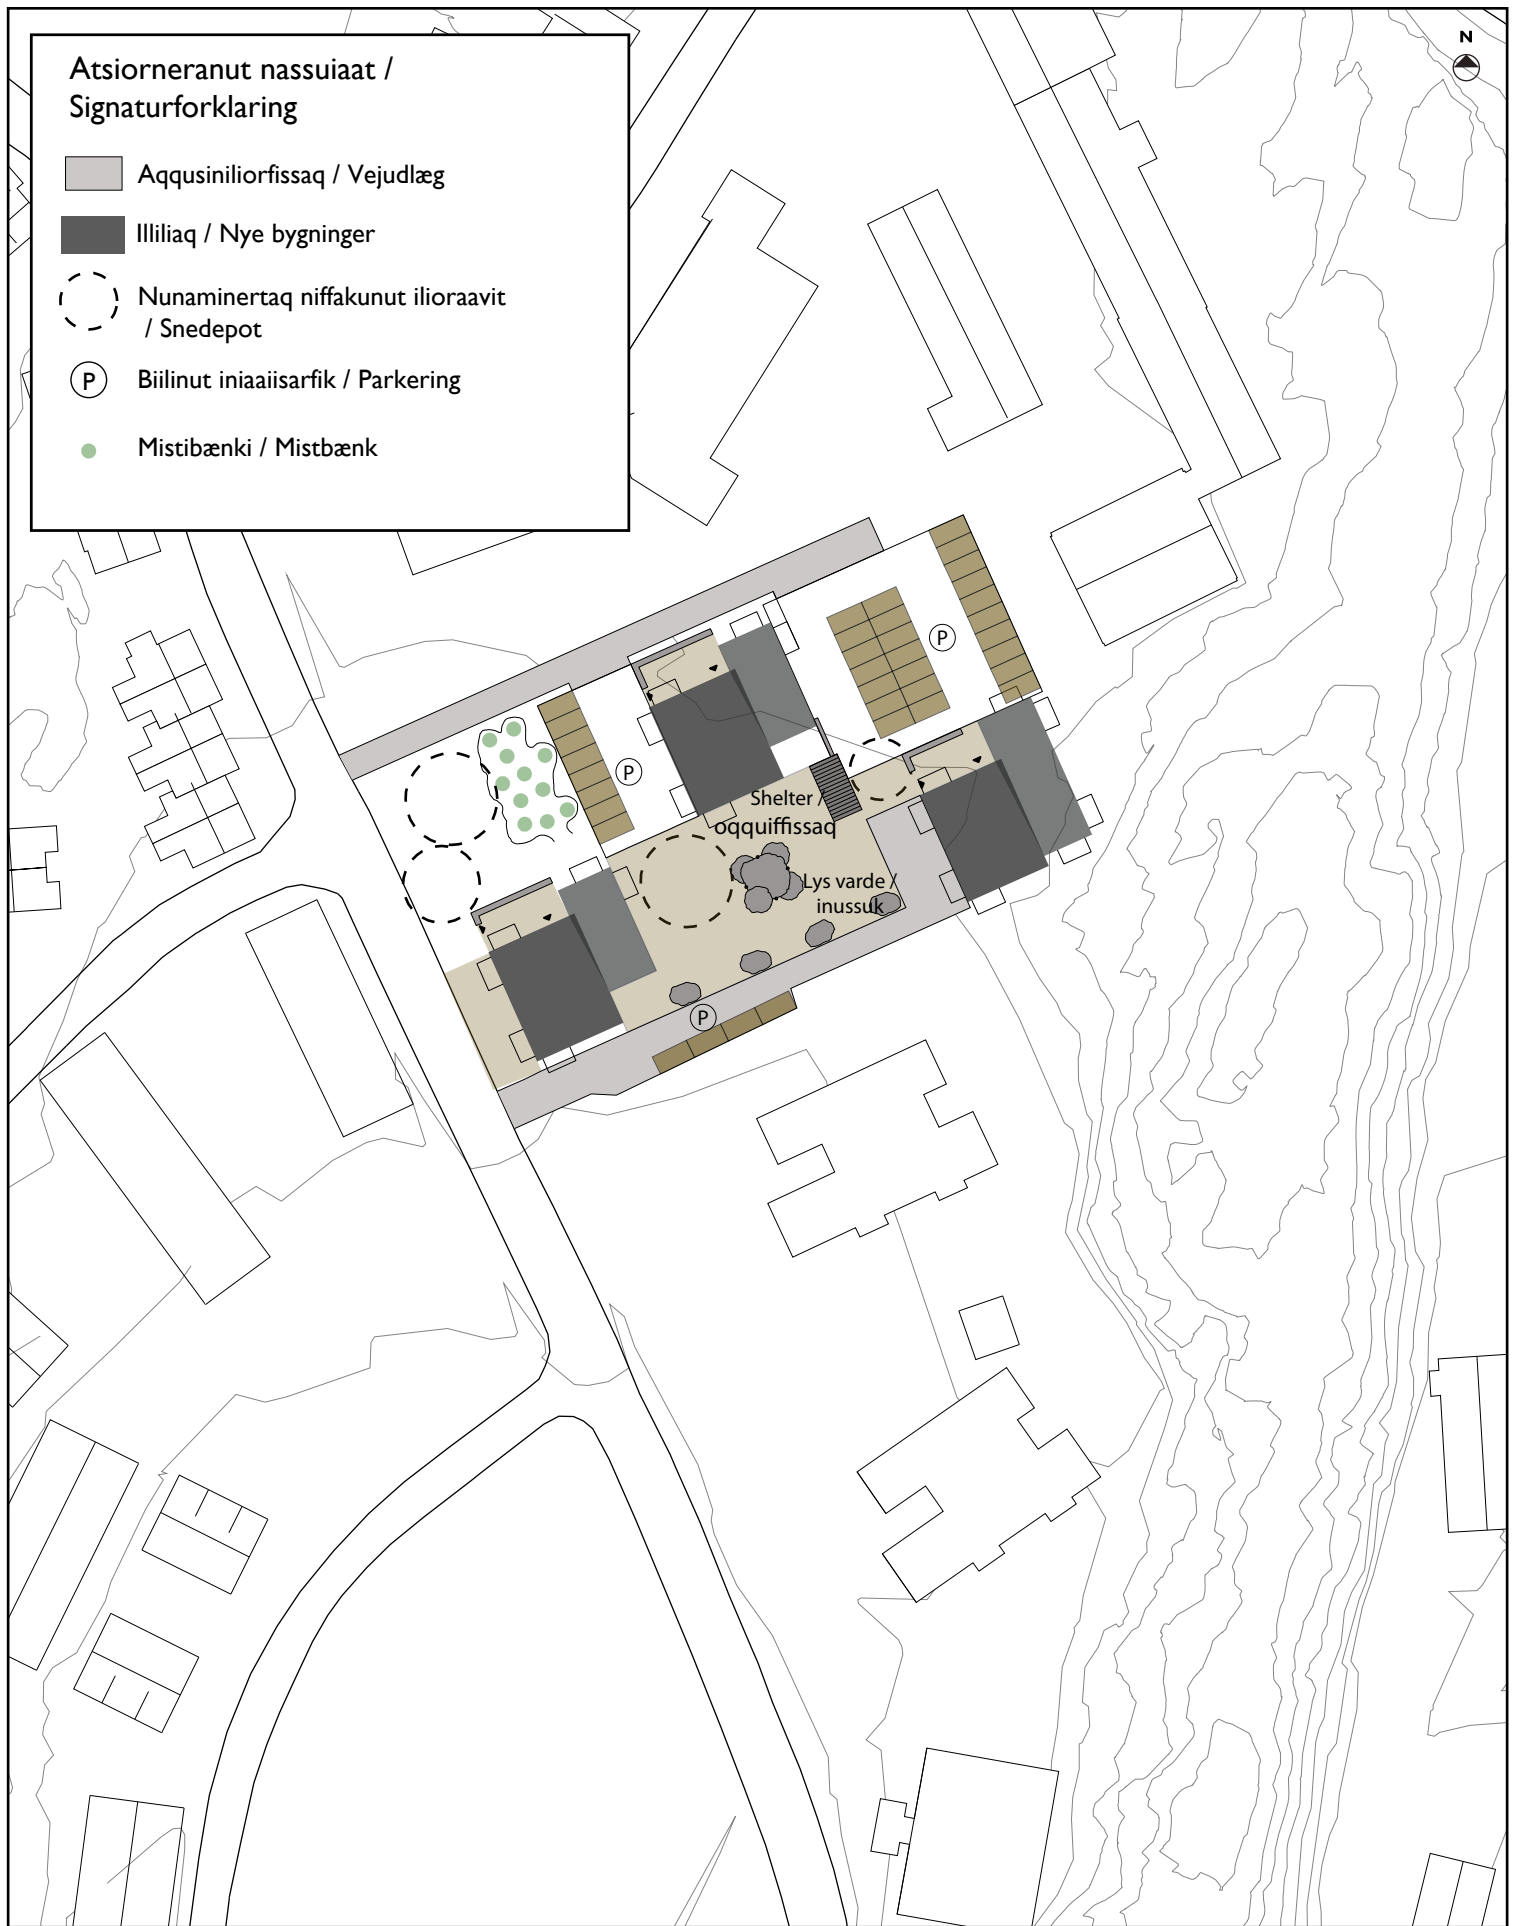 Atsiorneranut nassuiaat /
Signaturforklaring
Aqqusiniliorfissaq / Vejudlæg
Illiliaq / Nye bygninger
Nunaminertaq niffakunut ilioraavit
/ Snedepot
P
Biilinut iniaaiisarfik / Parkering
Mistibænki / Mistbænk
N
P
P
Shelter /
oqquiffissaq
Lys varde /
inussuk
P